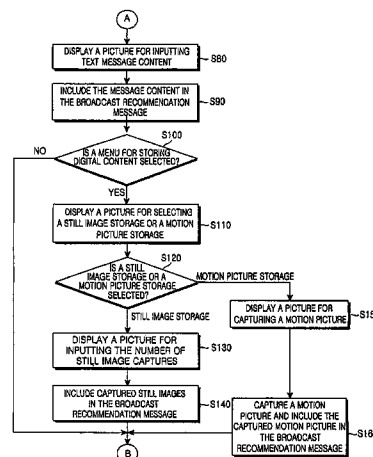 A
DISPLAY A PICTURE FOR INPUTTING
TEXT MESSAGE CONTENT
S80
INCLUDE THE MESSAGE CONTENT IN
THE BROADCAST RECOMMENDATION
MESSAGE
S90
S100
IS A MENU FOR STORING
DIGITAL CONTENT SELECTED?
NO
YES
DISPLAY A PICTURE FOR SELECTING
A STILL IMAGE STORAGE OR A MOTION
PICTURE STORAGE
S110
S120
IS A STILL
IMAGE STORAGE OR A
MOTION PICTURE STORAGE
SELECTED?
MOTION PICTURE STORAGE
STILL IMAGE STORAGE
DISPLAY A PICTURE FOR
CAPTURING A MOTION PICTURE
S15
DISPLAY A PICTURE FOR
INPUTTING THE NUMBER OF
STILL IMAGE CAPTURES
S130
INCLUDE CAPTURED STILL IMAGES
IN THE BROADCAST
RECOMMENDATION MESSAGE
S140
CAPTURE A MOTION
PICTURE AND INCLUDE THE
CAPTURED MOTION PICTURE IN
THE BROADCAST
RECOMMENDATION MESSAGE
S16
B